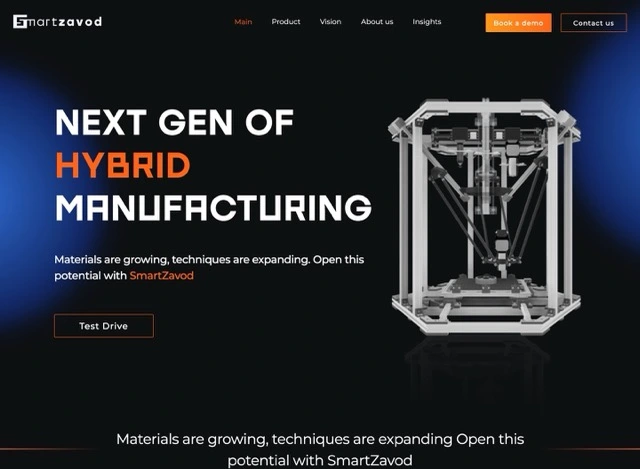 Smartzavod
Main Product Vision About us Insights
Book a demo Contact us
NEXT GEN OF
HYBRID
MANUFACTURING
Materials are growing, techniques are expanding. Open this
potential with SmartZavod
Test Drive
Materials are growing, techniques are expanding Open this
potential with SmartZavod